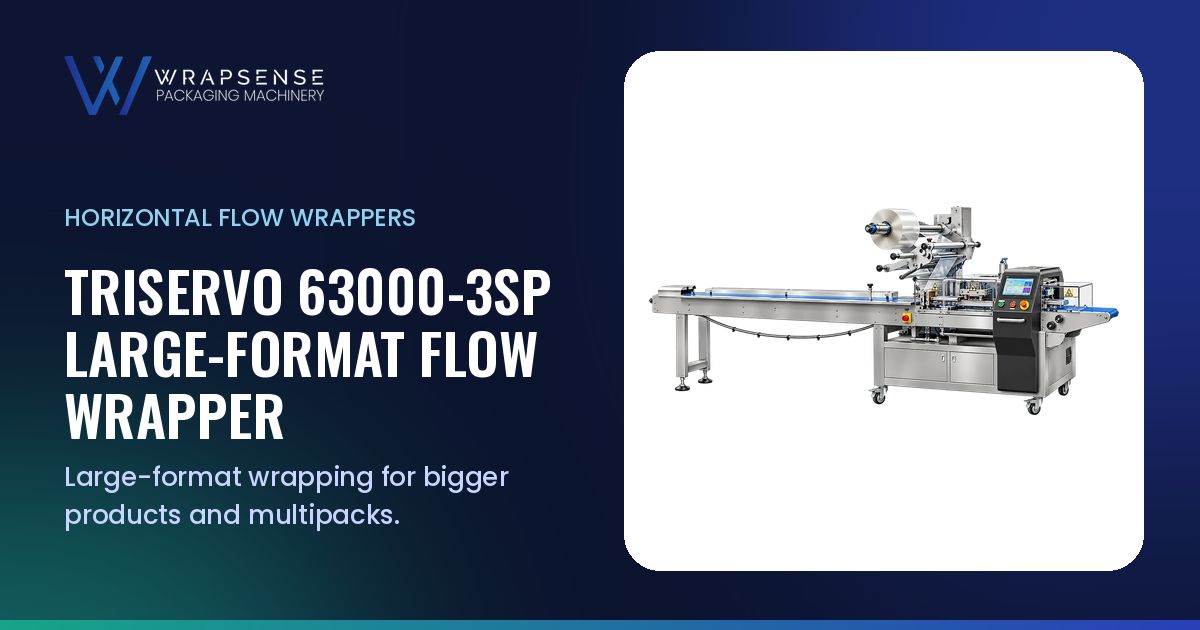 WRAPSENSE
PACKAGING MACHINERY
HORIZONTAL FLOW WRAPPERS
TRISERVO 63000-3SP
LARGE-FORMAT FLOW
WRAPPER
Large-format wrapping for bigger
products and multipacks.